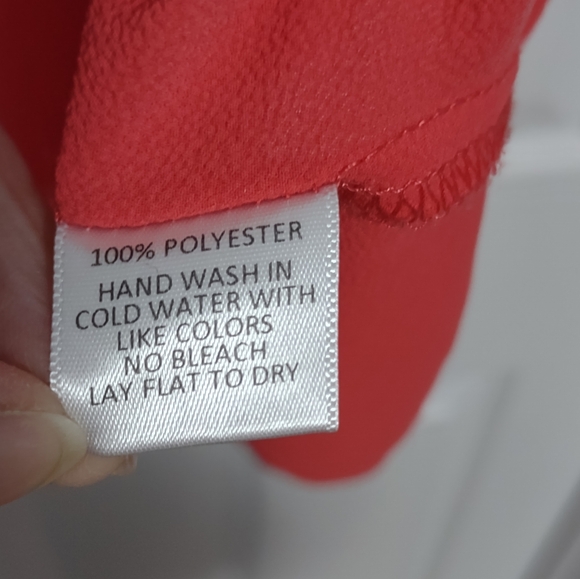 100% POLYESTER
HAND WASH IN
COLD WATER WITH
LIKE COLORS
NO BLEACH
LAY FLAT TO DRY